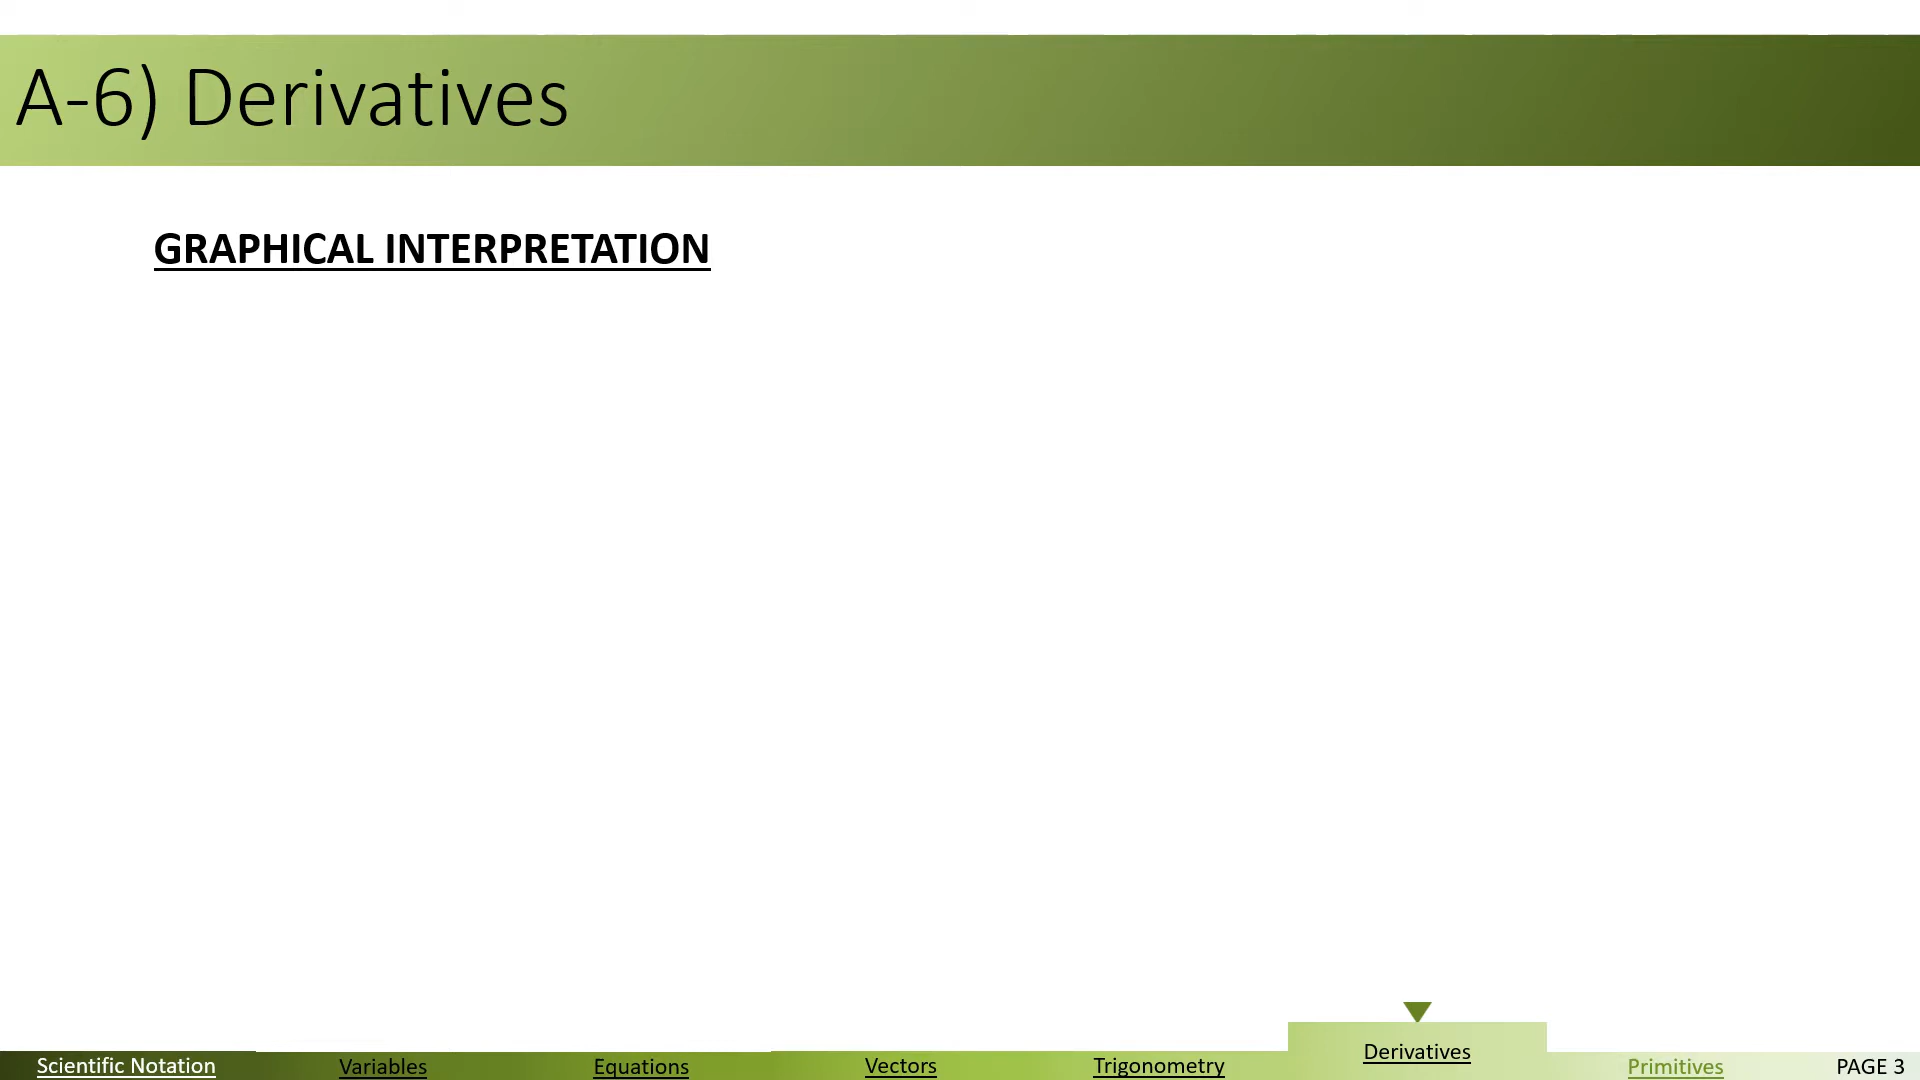 A-6) Derivatives
GRAPHICAL INTERPRETATION
Derivatives
Scientific Notation Variables Equations Vectors Trigonometry Primitives PAGE 3